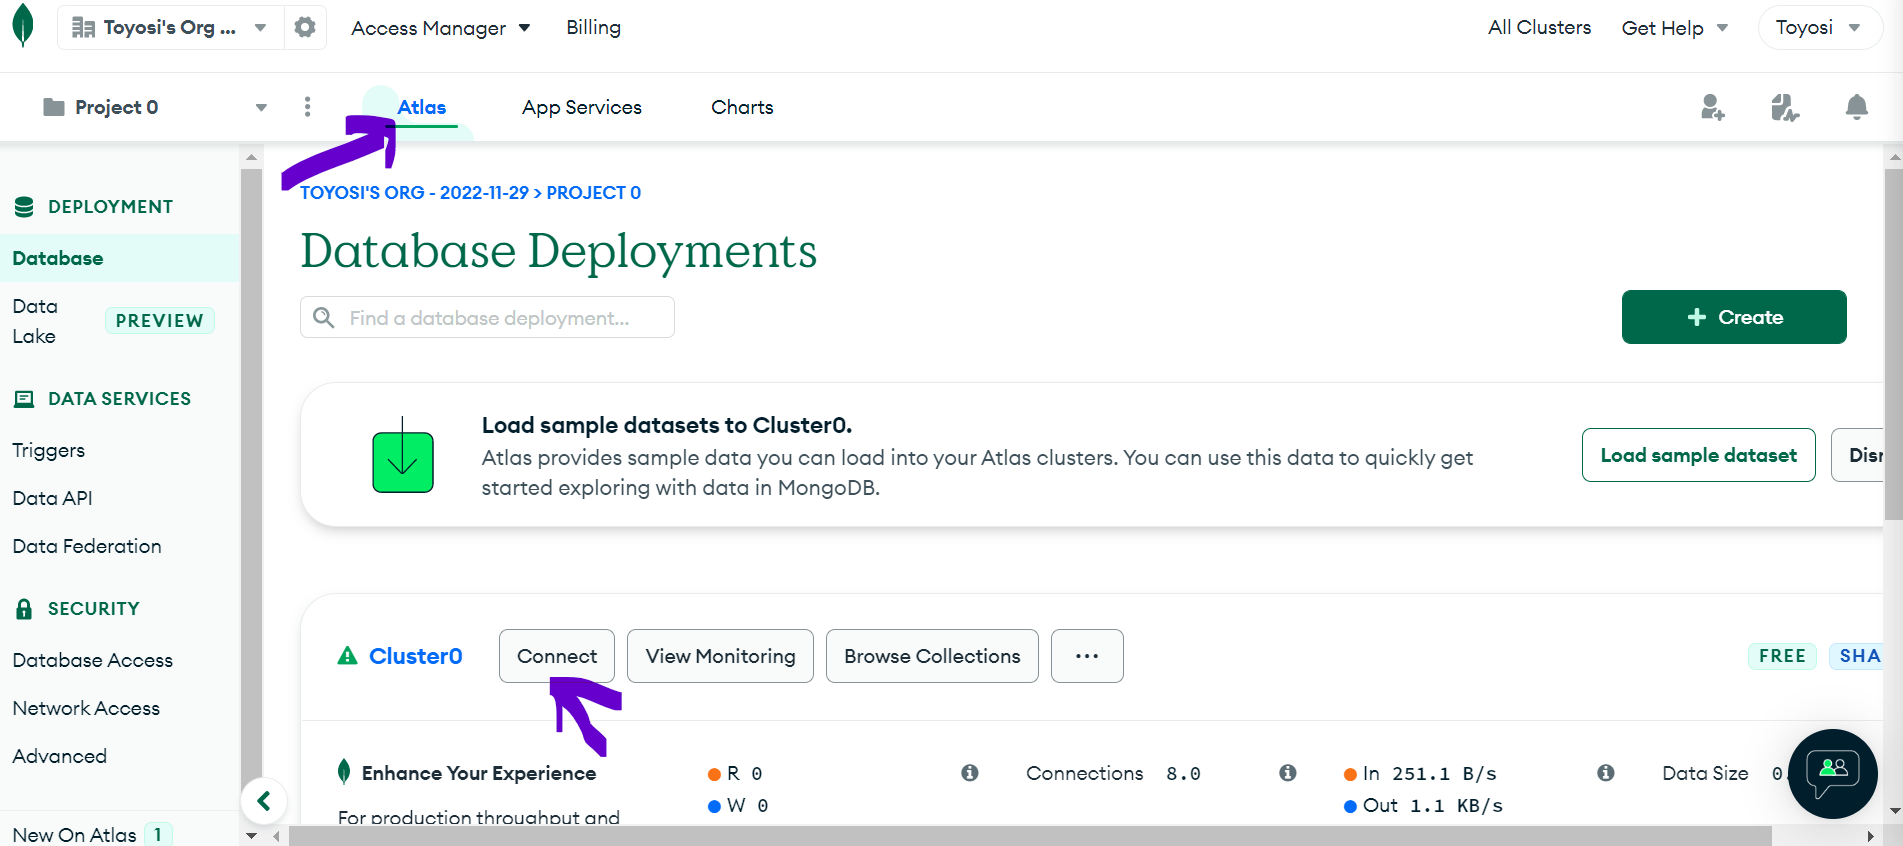 Toyosi's Org ...
Access Manager
Billing
All Clusters
Get Help
Toyosi
Project 0
Atlas
App Services
Charts
DEPLOYMENT
Database
Data Lake
PREVIEW
DATA SERVICES
Triggers
Data API
Data Federation
SECURITY
Database Access
Network Access
Advanced
New On Atlas 1
TOYOSI'S ORG - 2022-11-29 > PROJECT 0
Database Deployments
Find a database deployment...
+ Create
Load sample datasets to Cluster0.
Atlas provides sample data you can load into your Atlas clusters. You can use this data to quickly get
started exploring with data in MongoDB.
Load sample dataset
Cluster0
Connect
View Monitoring
Browse Collections
...
FREE
SHA
Enhance Your Experience
For production throughput and
R 0
W 0
Connections 8.0
In 251.1 B/s
Out 1.1 KB/s
Data Size